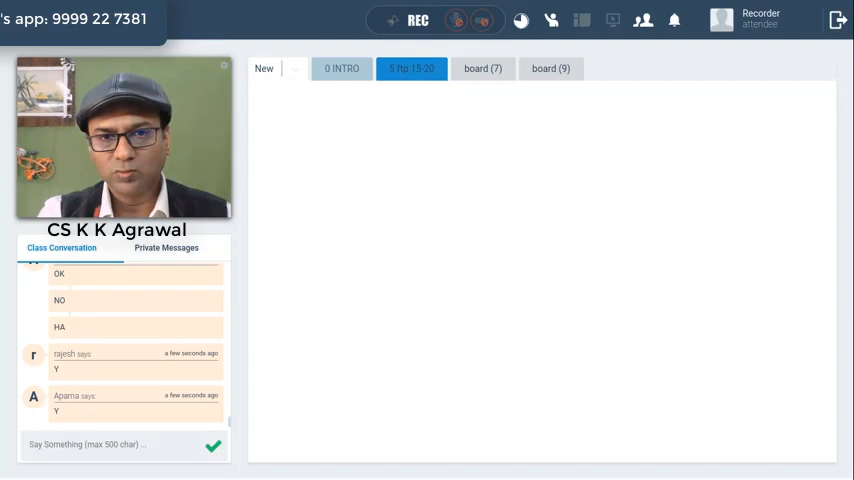 's app: 9999 22 7381
REC
Recorder
attendee
New
0 INTRO
5 ftp 15-20
board (7)
board (9)
CS K K Agrawal
Class Conversation
Private Messages
OK
NO
HA
r
rajesh says:
a few seconds ago
Y
A
Aparna says:
a few seconds ago
Y
Say Something (max 500 char) ...